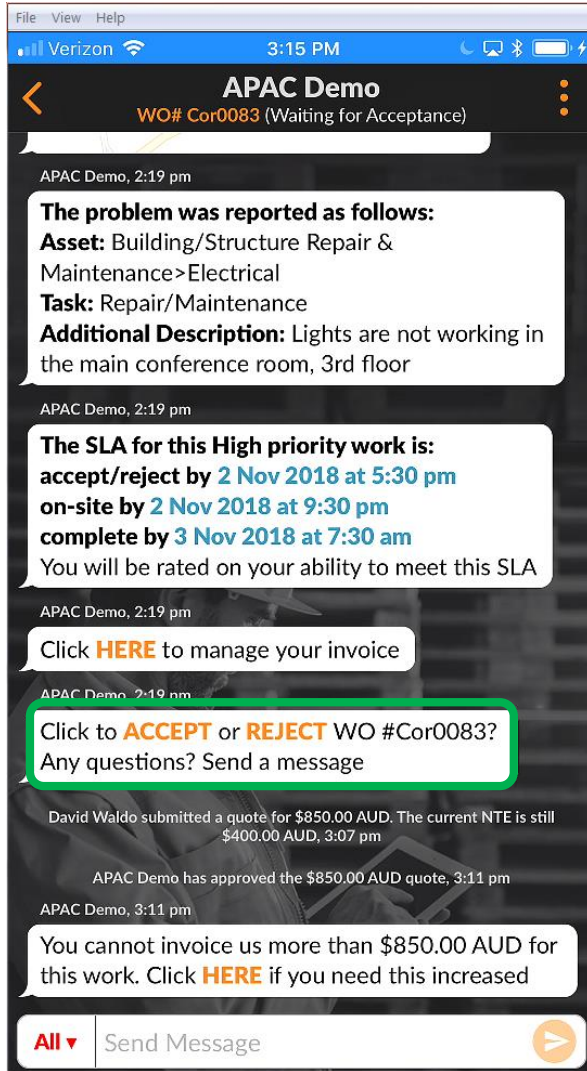 File View Help
Verizon 3:15 PM
APAC Demo
WO# Cor0083 (Waiting for Acceptance)
APAC Demo, 2:19 pm
The problem was reported as follows:
Asset: Building/Structure Repair &
Maintenance>Electrical
Task: Repair/Maintenance
Additional Description: Lights are not working in
the main conference room, 3rd floor
APAC Demo, 2:19 pm
The SLA for this High priority work is:
accept/reject by 2 Nov 2018 at 5:30 pm
on-site by 2 Nov 2018 at 9:30 pm
complete by 3 Nov 2018 at 7:30 am
You will be rated on your ability to meet this SLA
APAC Demo, 2:19 pm
Click HERE to manage your invoice
APAC Demo, 2:19 pm
Click to ACCEPT or REJECT WO #Cor0083?
Any questions? Send a message
David Waldo submitted a quote for $850.00 AUD. The current NTE is still
$400.00 AUD, 3:07 pm
APAC Demo has approved the $850.00 AUD quote, 3:11 pm
APAC Demo, 3:11 pm
You cannot invoice us more than $850.00 AUD for
this work. Click HERE if you need this increased
All ▾ Send Message